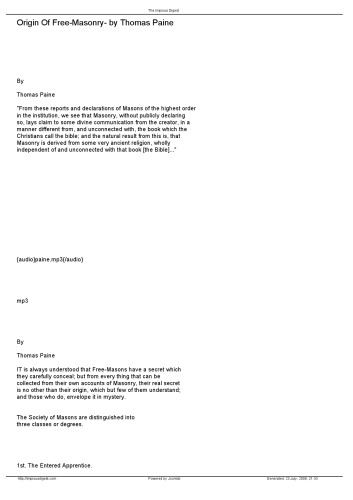 The Impious Digest
Origin Of Free-Masonry- by Thomas Paine
By
Thomas Paine
"From these reports and declarations of Masons of the highest order
in the institution, we see that Masonry, without publicly declaring
so, lays claim to some divine communication from the creator, in a
manner different from, and unconnected with, the book which the
Christians call the bible; and the natural result from this is, that
Masonry is derived from some very ancient religion, wholly
independent of and unconnected with that book [the Bible]..."
{audio}paine.mp3{/audio}
mp3
By
Thomas Paine
IT is always understood that Free-Masons have a secret which
they carefully conceal; but from every thing that can be
collected from their own accounts of Masonry, their real secret
is no other than their origin, which but few of them understand;
and those who do, envelope it in mystery.
The Society of Masons are distinguished into
three classes or degrees.
1st. The Entered Apprentice.
http://impiousdigest.com
Powered by Joomla!
Generated: 23 July, 2008, 21:03